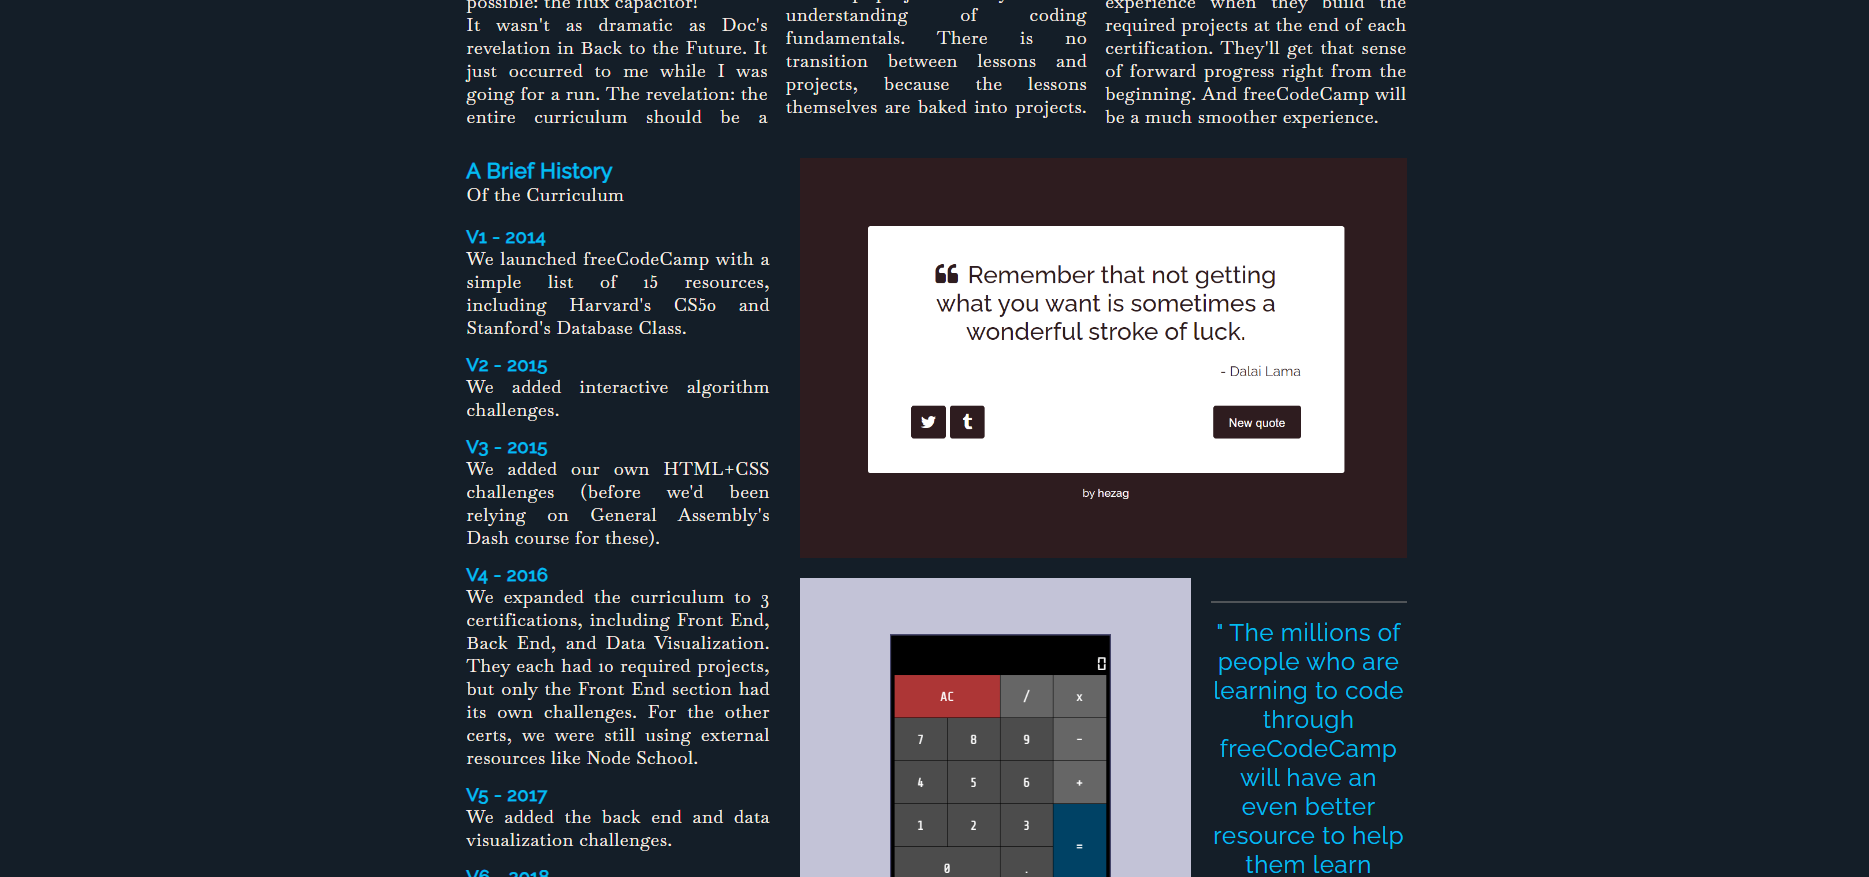 possible: the flux capacitor!
It wasn't as dramatic as Doc's
revelation in Back to the Future. It
just occurred to me while I was
going for a run. The revelation: the
entire curriculum should be a
understanding of coding
fundamentals. There is no
transition between lessons and
projects, because the lessons
themselves are baked into projects.
experience when they build the
required projects at the end of each
certification. They'll get that sense
of forward progress right from the
beginning. And freeCodeCamp will
be a much smoother experience.
A Brief History
Of the Curriculum
V1 - 2014
We launched freeCodeCamp with a
simple list of 15 resources,
including Harvard's CS50 and
Stanford's Database Class.
V2 - 2015
We added interactive algorithm
challenges.
V3 - 2015
We added our own HTML+CSS
challenges (before we'd been
relying on General Assembly's
Dash course for these).
V4 - 2016
We expanded the curriculum to 3
certifications, including Front End,
Back End, and Data Visualization.
They each had 10 required projects,
but only the Front End section had
its own challenges. For the other
certs, we were still using external
resources like Node School.
V5 - 2017
We added the back end and data
visualization challenges.
V6 - 2018
❝ Remember that not getting
what you want is sometimes a
wonderful stroke of luck.
- Dalai Lama
t
New quote
by hezag
0
AC / x
7 8 9 -
4 5 6 +
1 2 3
=
0 .
" The millions of
people who are
learning to code
through
freeCodeCamp
will have an
even better
resource to help
them learn